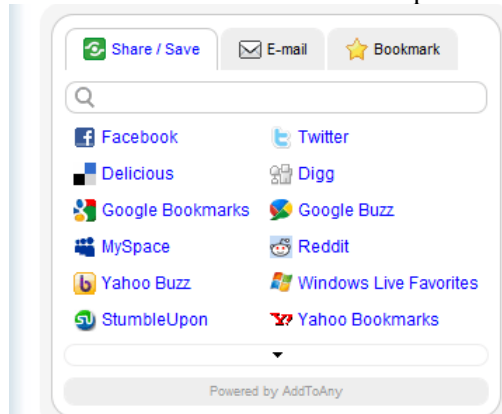 Share / Save E-mail Bookmark
Facebook Twitter
Delicious Digg
Google Bookmarks Google Buzz
MySpace Reddit
Yahoo Buzz Windows Live Favorites
StumbleUpon Yahoo Bookmarks
Powered by AddToAny